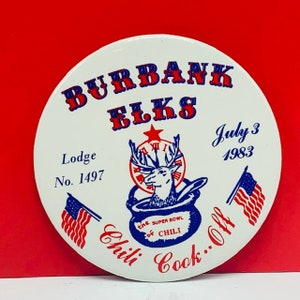 BURBANK
ELKS
Lodge
No. 1497
July 3
1983
THE SUPER BOWL
OF CHILI
Chili Cook..Off